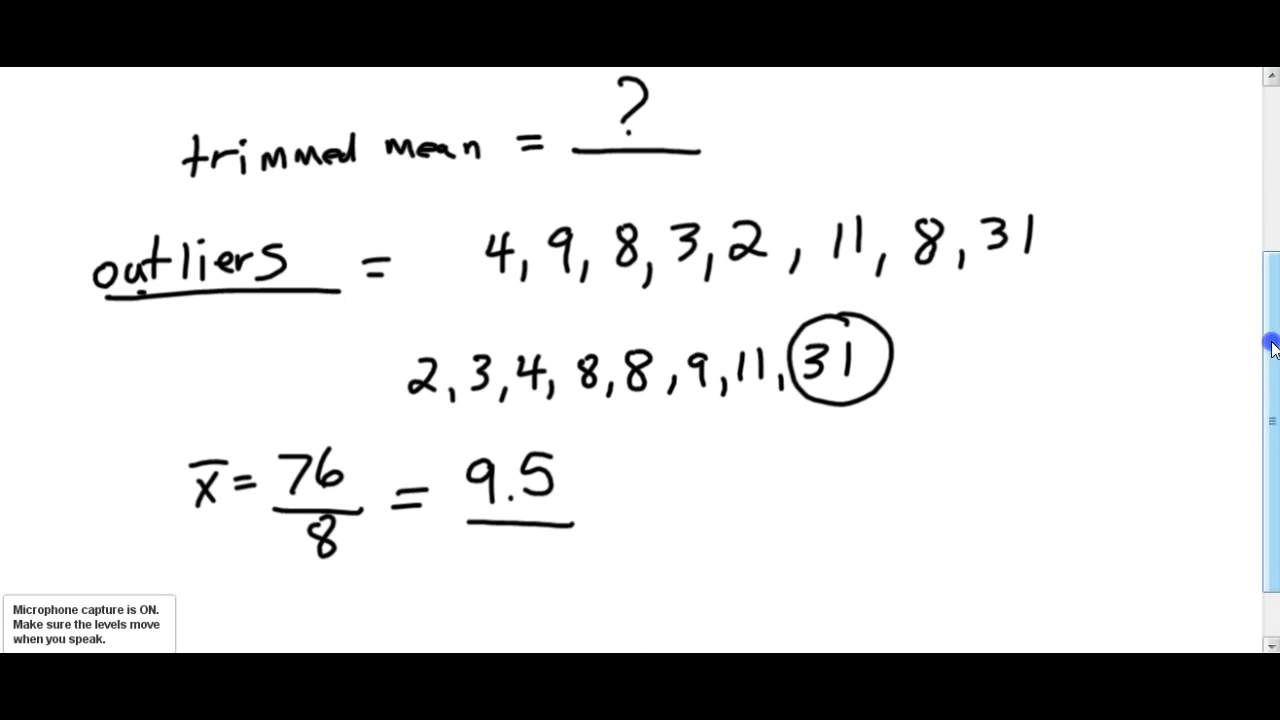 ?
trimmed mean = ___
outliers = 4, 9, 8, 3, 2, 11, 8, 31
2, 3, 4, 8, 8, 9, 11, 31
x̅ = 76/8 = 9.5
Microphone capture is ON.
Make sure the levels move
when you speak.